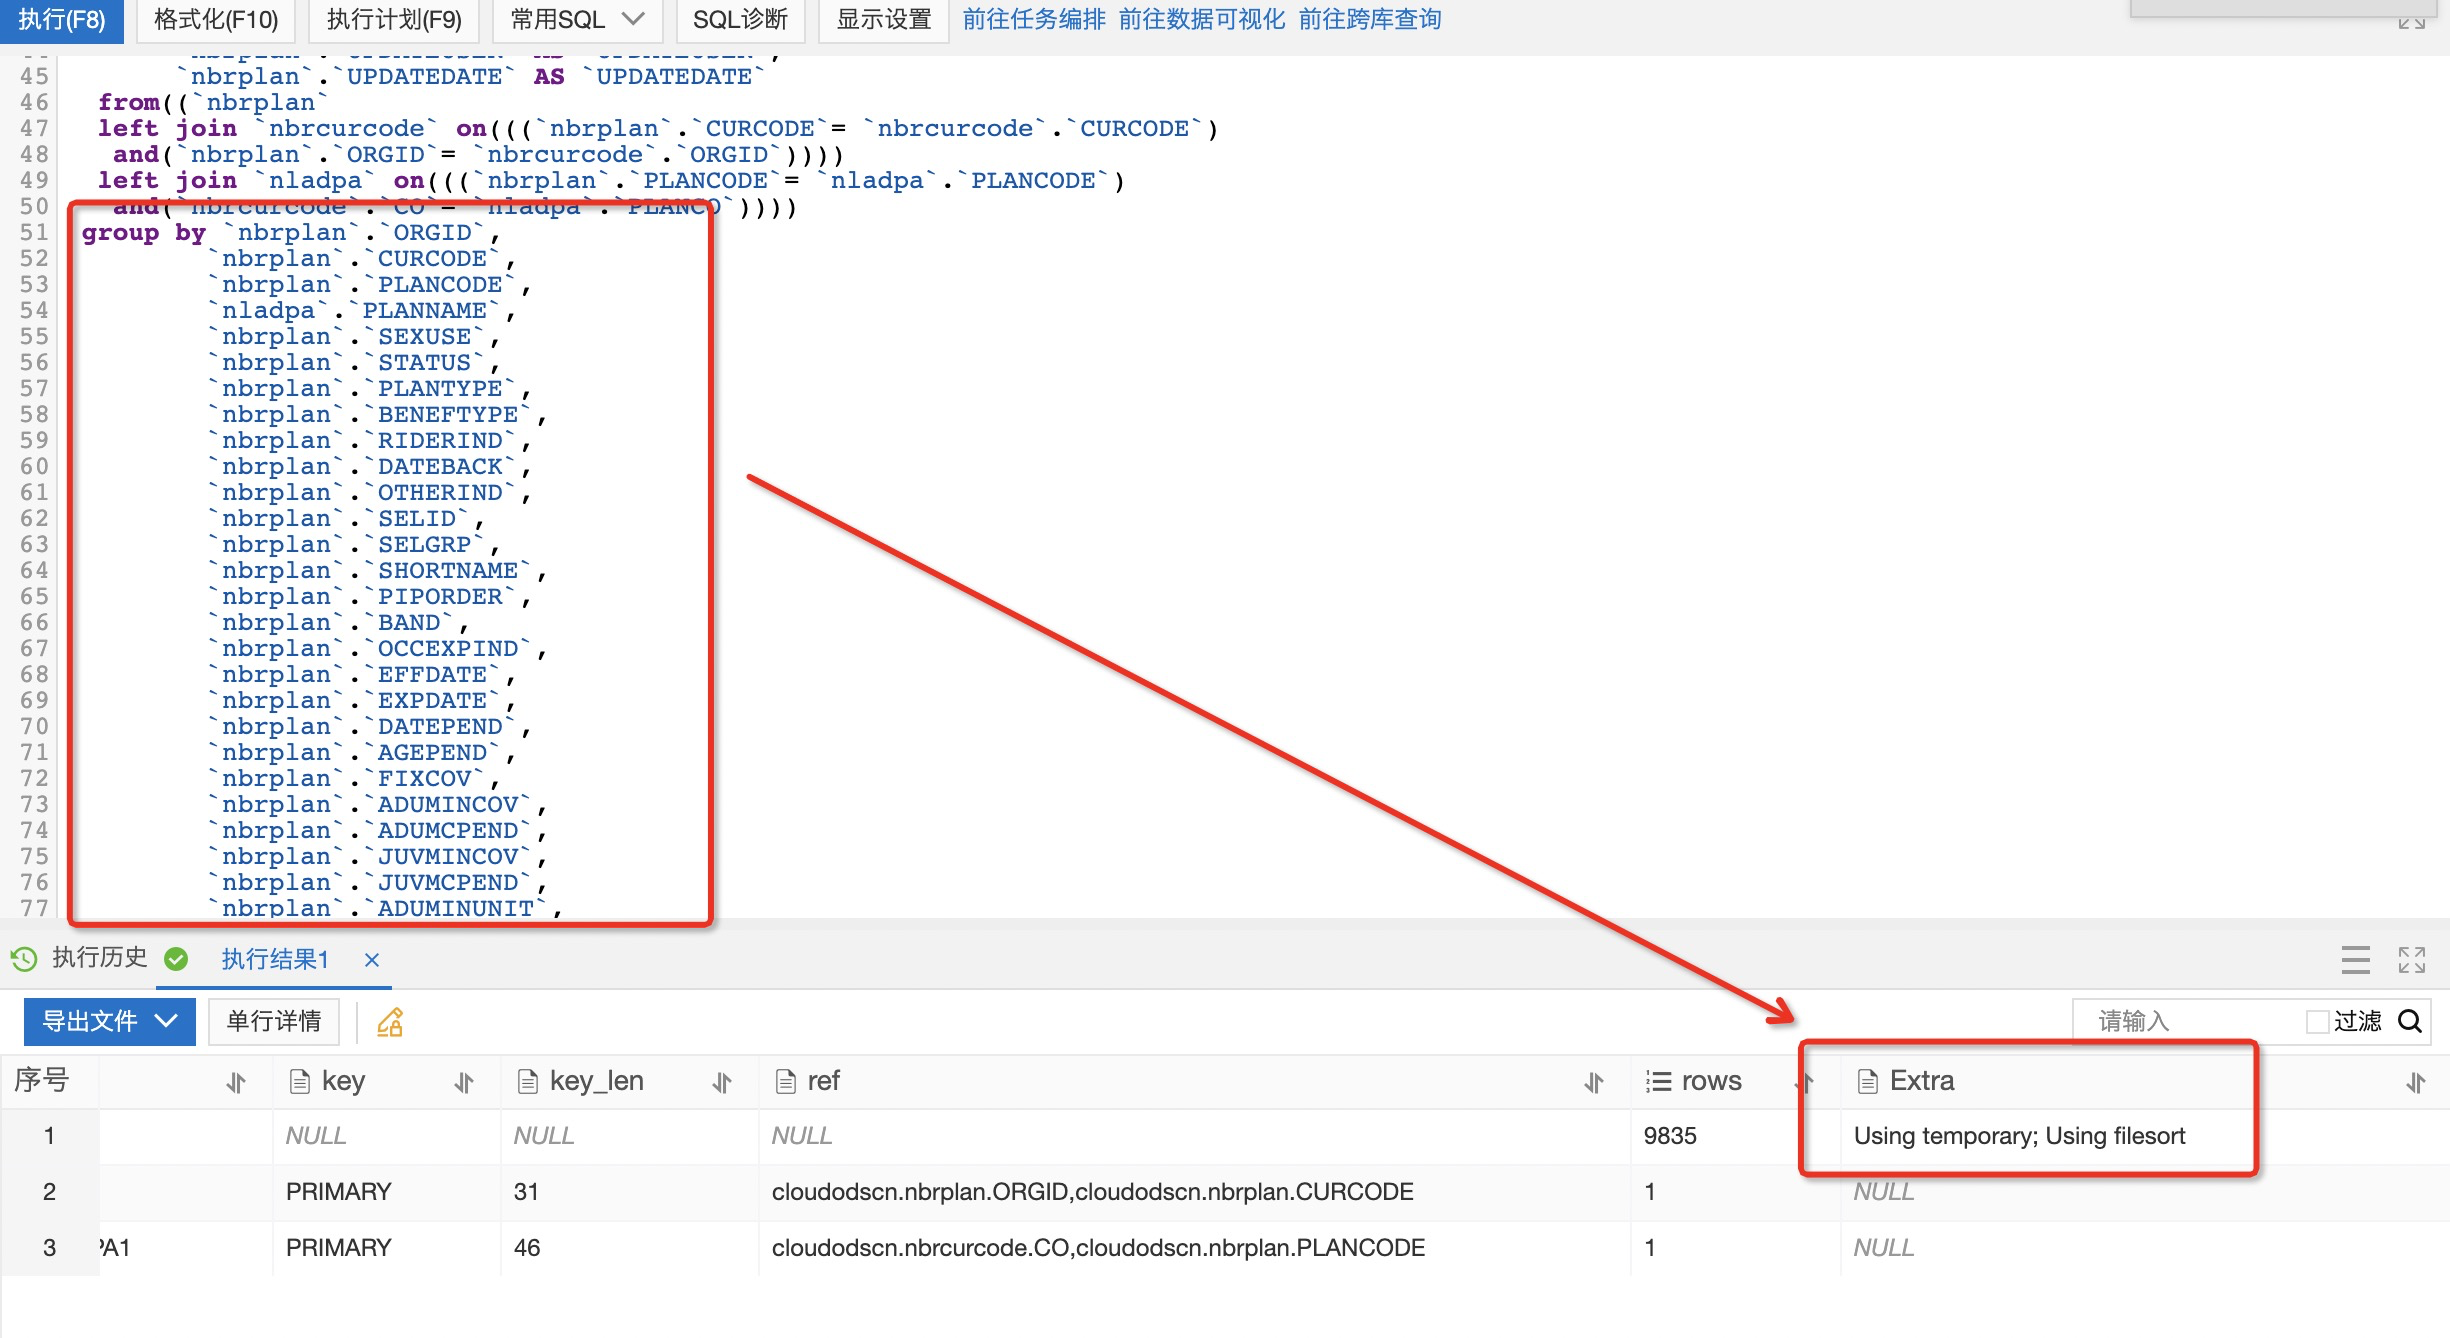 执行(F8) 格式化(F10) 执行计划(F9) 常用SQL SQL诊断 显示设置 前往任务编排 前往数据可视化 前往跨库查询
45 `nbrplan`.`UPDATEDATE` AS `UPDATEDATE`
46 from((`nbrplan`
47 left join `nbrcurcode` on(((`nbrplan`.`CURCODE`= `nbrcurcode`.`CURCODE`)
48 and(`nbrplan`.`ORGID`= `nbrcurcode`.`ORGID`))))
49 left join `nladpa` on(((`nbrplan`.`PLANCODE`= `nladpa`.`PLANCODE`)
50 and(`nbrcurcode`.`CO`= `nladpa`.`PLANCO`))))
51 group by `nbrplan`.`ORGID`,
52 `nbrplan`.`CURCODE`,
53 `nbrplan`.`PLANCODE`,
54 `nladpa`.`PLANNAME`,
55 `nbrplan`.`SEXUSE`,
56 `nbrplan`.`STATUS`,
57 `nbrplan`.`PLANTYPE`,
58 `nbrplan`.`BENEFTYPE`,
59 `nbrplan`.`RIDERIND`,
60 `nbrplan`.`DATEBACK`,
61 `nbrplan`.`OTHERIND`,
62 `nbrplan`.`SELID`,
63 `nbrplan`.`SELGRP`,
64 `nbrplan`.`SHORTNAME`,
65 `nbrplan`.`PIPORDER`,
66 `nbrplan`.`BAND`,
67 `nbrplan`.`OCCEXPIND`,
68 `nbrplan`.`EFFDATE`,
69 `nbrplan`.`EXPDATE`,
70 `nbrplan`.`DATEPEND`,
71 `nbrplan`.`AGEPEND`,
72 `nbrplan`.`FIXCOV`,
73 `nbrplan`.`ADUMINCOV`,
74 `nbrplan`.`ADUMCPEND`,
75 `nbrplan`.`JUVMINCOV`,
76 `nbrplan`.`JUVMCPEND`,
77 `nbrplan`.`ADUMINUNIT`,
执行历史 执行结果1 ×
导出文件 单行详情 请输入 过滤
序号 key key_len ref rows Extra
1 NULL NULL NULL 9835 Using temporary; Using filesort
2 PRIMARY 31 cloudodscn.nbrplan.ORGID,cloudodscn.nbrplan.CURCODE 1 NULL
3 PA1 PRIMARY 46 cloudodscn.nbrcurcode.CO,cloudodscn.nbrplan.PLANCODE 1 NULL